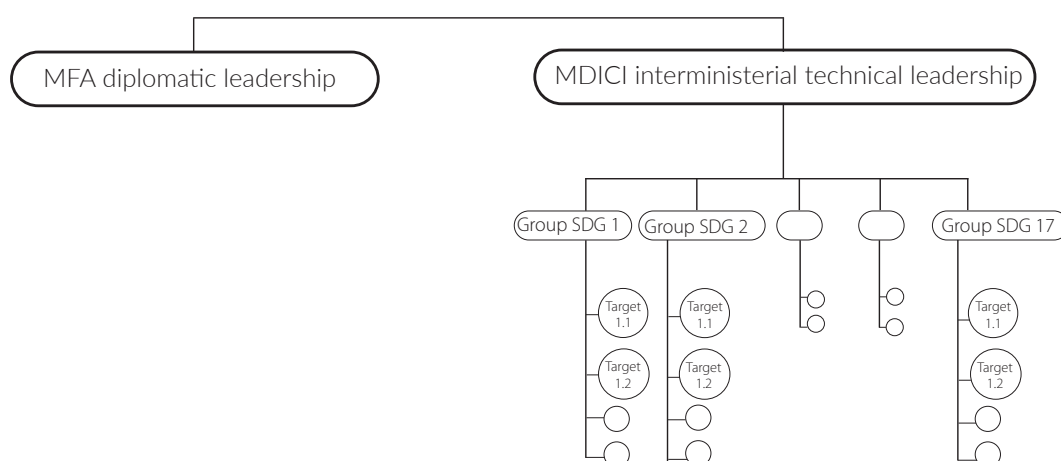 MFA diplomatic leadership
MDICI interministerial technical leadership
Group SDG 1
Group SDG 2
Group SDG 17
Target
1.1
Target
1.1
Target
1.1
Target
1.2
Target
1.2
Target
1.2